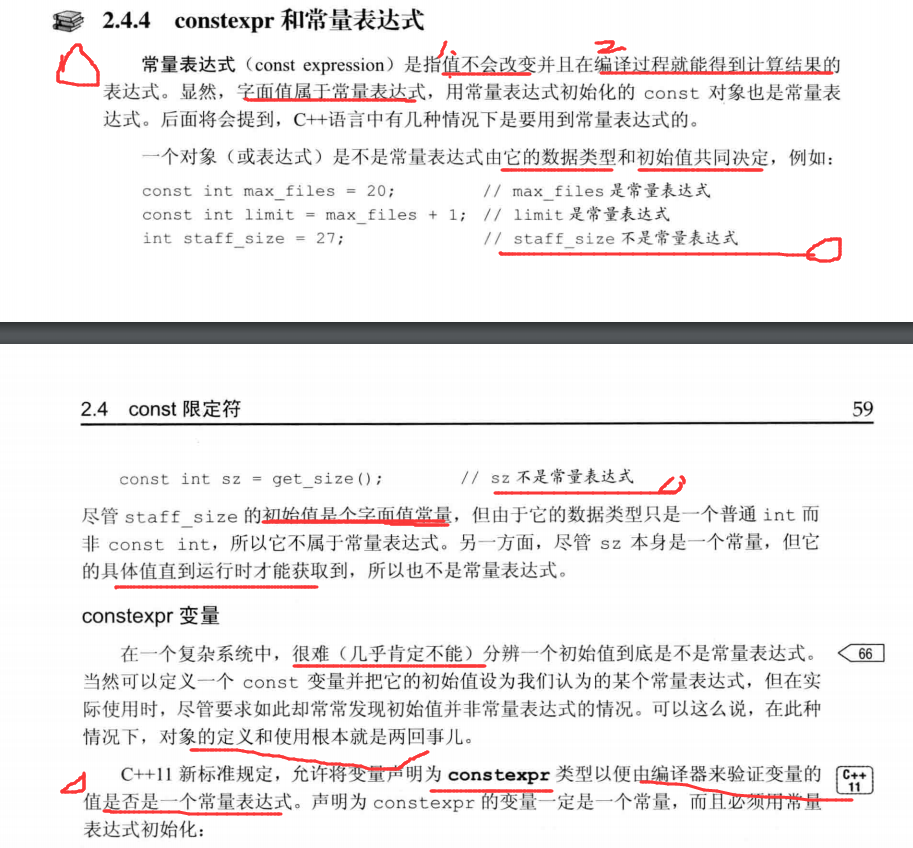 2.4.4 constexpr 和常量表达式
1. 2
常量表达式（const expression）是指值不会改变并且在编译过程就能得到计算结果的
表达式。显然，字面值属于常量表达式，用常量表达式初始化的 const 对象也是常量表
达式。后面将会提到，C++语言中有几种情况下是要用到常量表达式的。
一个对象（或表达式）是不是常量表达式由它的数据类型和初始值共同决定，例如：
const int max_files = 20; // max_files 是常量表达式
const int limit = max_files + 1; // limit 是常量表达式
int staff_size = 27; // staff_size 不是常量表达式
2.4 const 限定符 59
const int sz = get_size(); // sz 不是常量表达式
尽管 staff_size 的初始值是个字面值常量，但由于它的数据类型只是一个普通 int 而
非 const int，所以它不属于常量表达式。另一方面，尽管 sz 本身是一个常量，但它
的具体值直到运行时才能获取到，所以也不是常量表达式。
constexpr 变量
在一个复杂系统中，很难（几乎肯定不能）分辨一个初始值到底是不是常量表达式。 66
当然可以定义一个 const 变量并把它的初始值设为我们认为的某个常量表达式，但在实
际使用时，尽管要求如此却常常发现初始值并非常量表达式的情况。可以这么说，在此种
情况下，对象的定义和使用根本就是两回事儿。
C++11 新标准规定，允许将变量声明为 constexpr 类型以便由编译器来验证变量的 C++
值是否是一个常量表达式。声明为 constexpr 的变量一定是一个常量，而且必须用常量 11
表达式初始化：